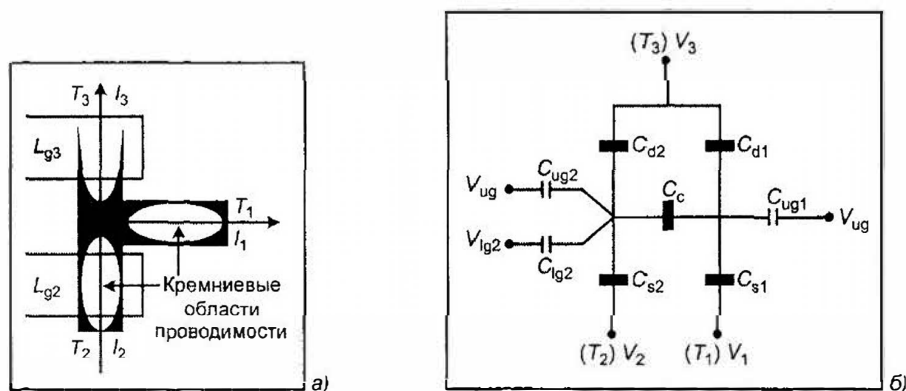 T3 I3
Lg3
T1
I1
Lg2
Кремниевые
области
проводимости
T2 I2
а)
(T3) V3
Cd2
Cd1
Cug2
Vug
Cc
Cug1
Vug
Vlg2
Clg2
Cs2
Cs1
(T2) V2
(T1) V1
б)